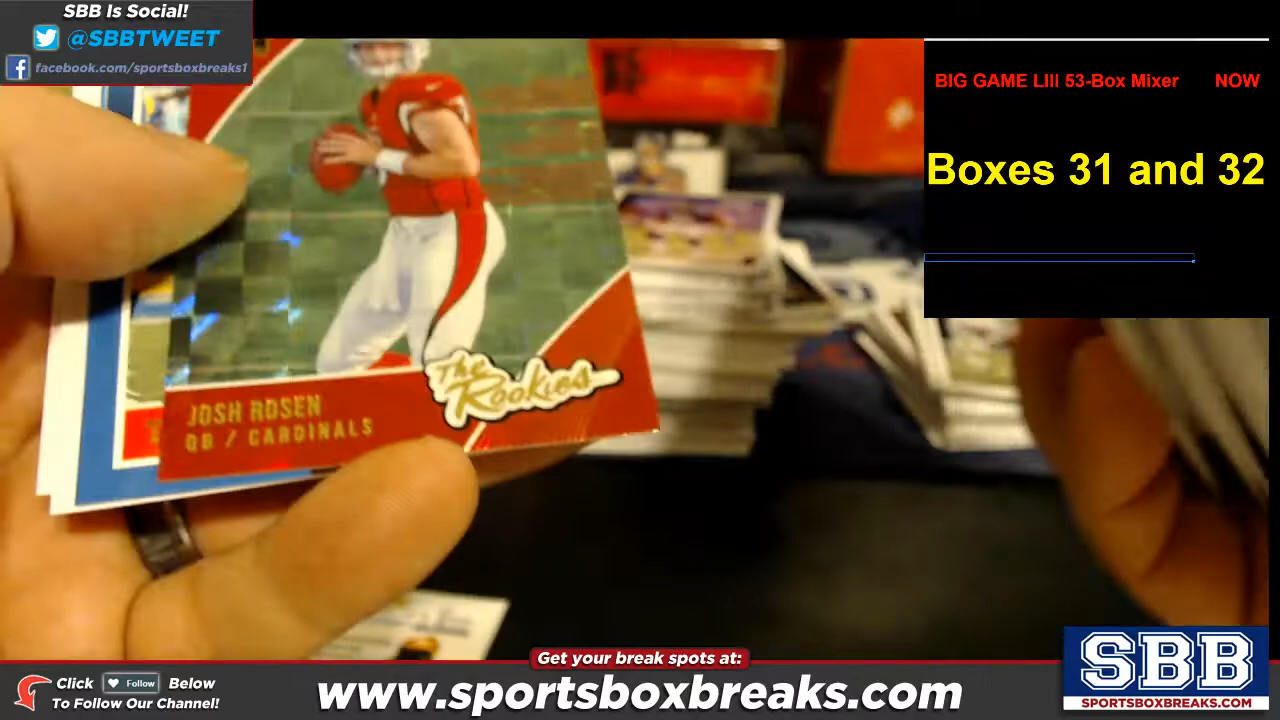 SBB Is Social!
@SBBTWEET
facebook.com/sportsboxbreaks1
BIG GAME LIII 53-Box Mixer NOW
Boxes 31 and 32
The
Rookies
JOSH ROSEN
QB / CARDINALS
Get your break spots at:
Click Follow Below
To Follow Our Channel!
www.sportsboxbreaks.com
SBB
SPORTSBOXBREAKS.COM